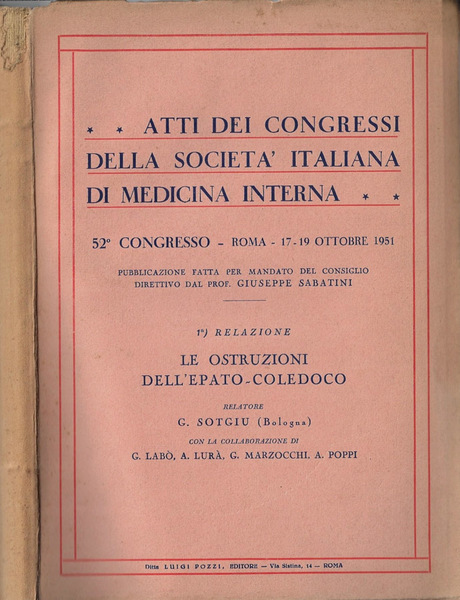 ★ ★ ATTI DEI CONGRESSI
DELLA SOCIETA' ITALIANA
DI MEDICINA INTERNA ★ ★
52º CONGRESSO - ROMA - 17-19 OTTOBRE 1951
PUBBLICAZIONE FATTA PER MANDATO DEL CONSIGLIO
DIRETTIVO DAL PROF. GIUSEPPE SABATINI
1º) RELAZIONE
LE OSTRUZIONI
DELL'EPATO-COLEDOCO
RELATORE
G. SOTGIU (Bologna)
CON LA COLLABORAZIONE DI
G. LABÒ, A. LURÀ, G. MARZOCCHI, A. POPPI
Ditta LUIGI POZZI, EDITORE — Via Sistina, 14 — ROMA